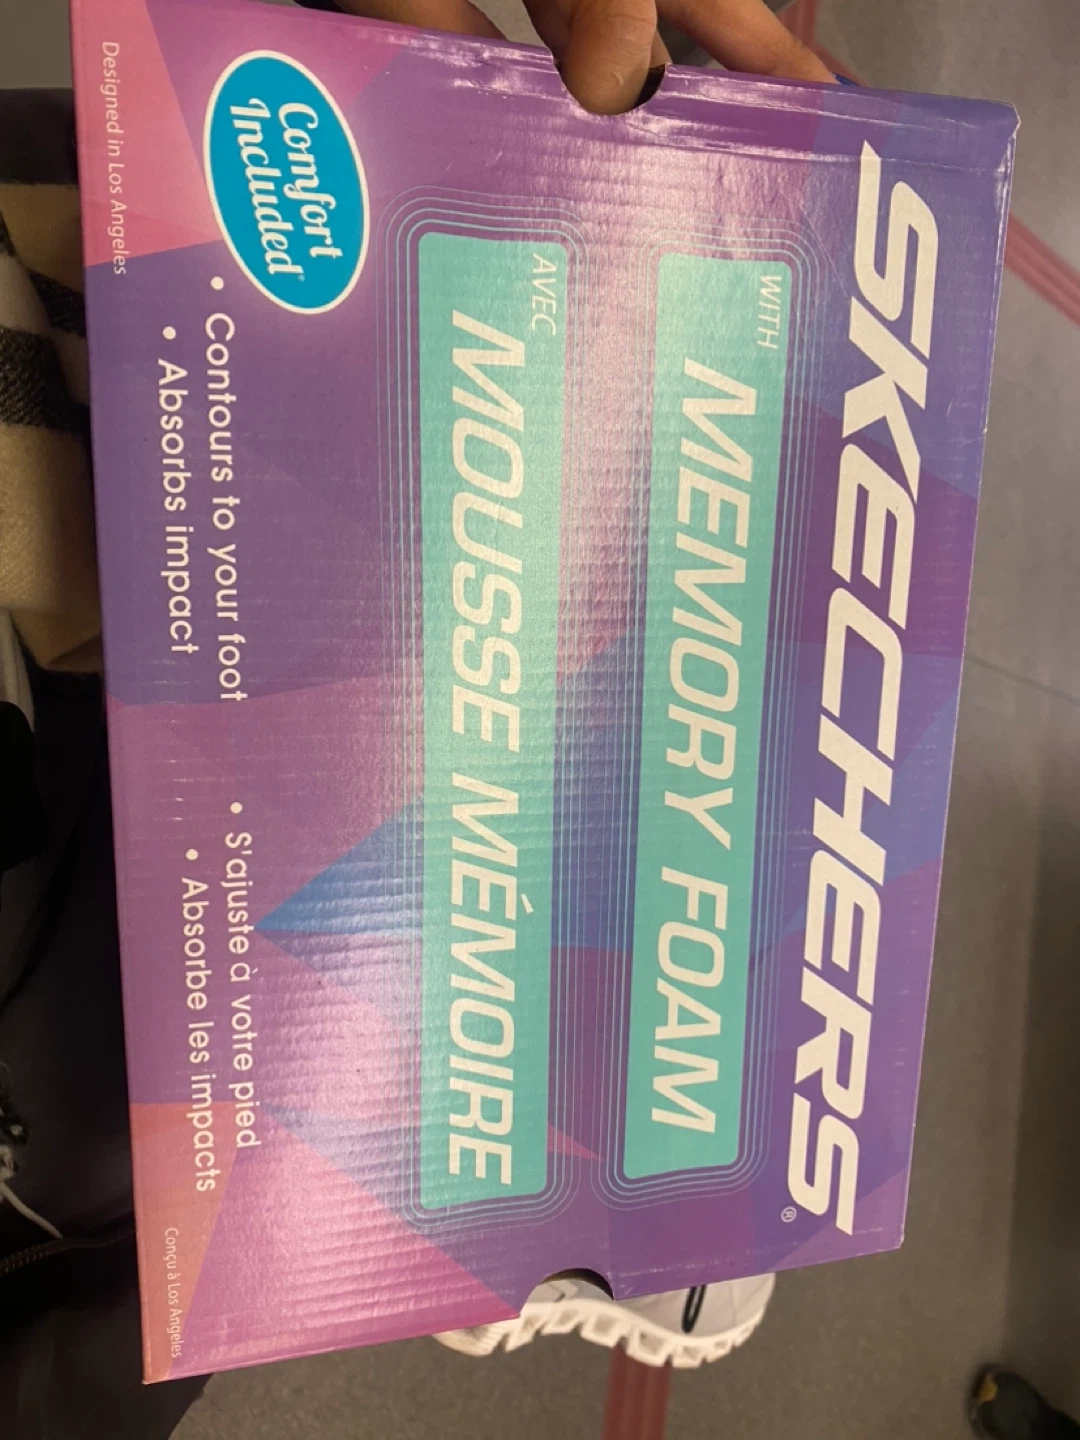 SKECHERS®
WITH
MEMORY FOAM
AVEC
MOUSSE MÉMOIRE
Comfort
Included®
• Contours to your foot
• Absorbs impact
• S'ajuste à votre pied
• Absorbe les impacts
Designed in Los Angeles
Conçu à Los Angeles